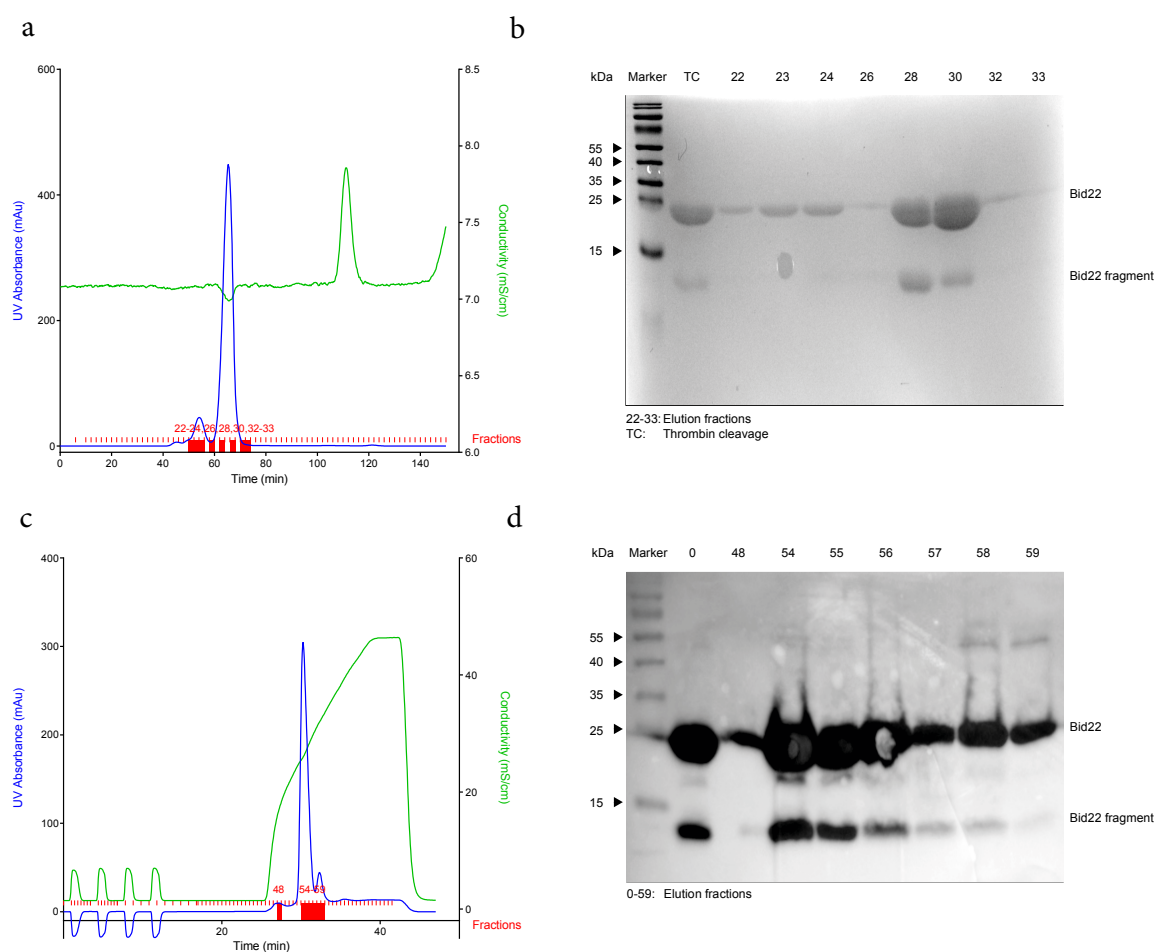 a
600
400
200
0
UV Absorbance (mAu)
8.5
8.0
7.5
7.0
6.5
6.0
Conductivity (mS/cm)
22-24,26,28,30,32-33
Fractions
0 20 40 60 80 100 120 140
Time (min)
b
kDa Marker TC 22 23 24 26 28 30 32 33
55
40
35
25
15
Bid22
Bid22 fragment
22-33: Elution fractions
TC: Thrombin cleavage
c
400
300
200
100
0
UV Absorbance (mAu)
60
40
20
0
Conductivity (mS/cm)
48 54-59
Fractions
20 40
Time (min)
d
kDa Marker 0 48 54 55 56 57 58 59
55
40
35
25
15
Bid22
Bid22 fragment
0-59: Elution fractions